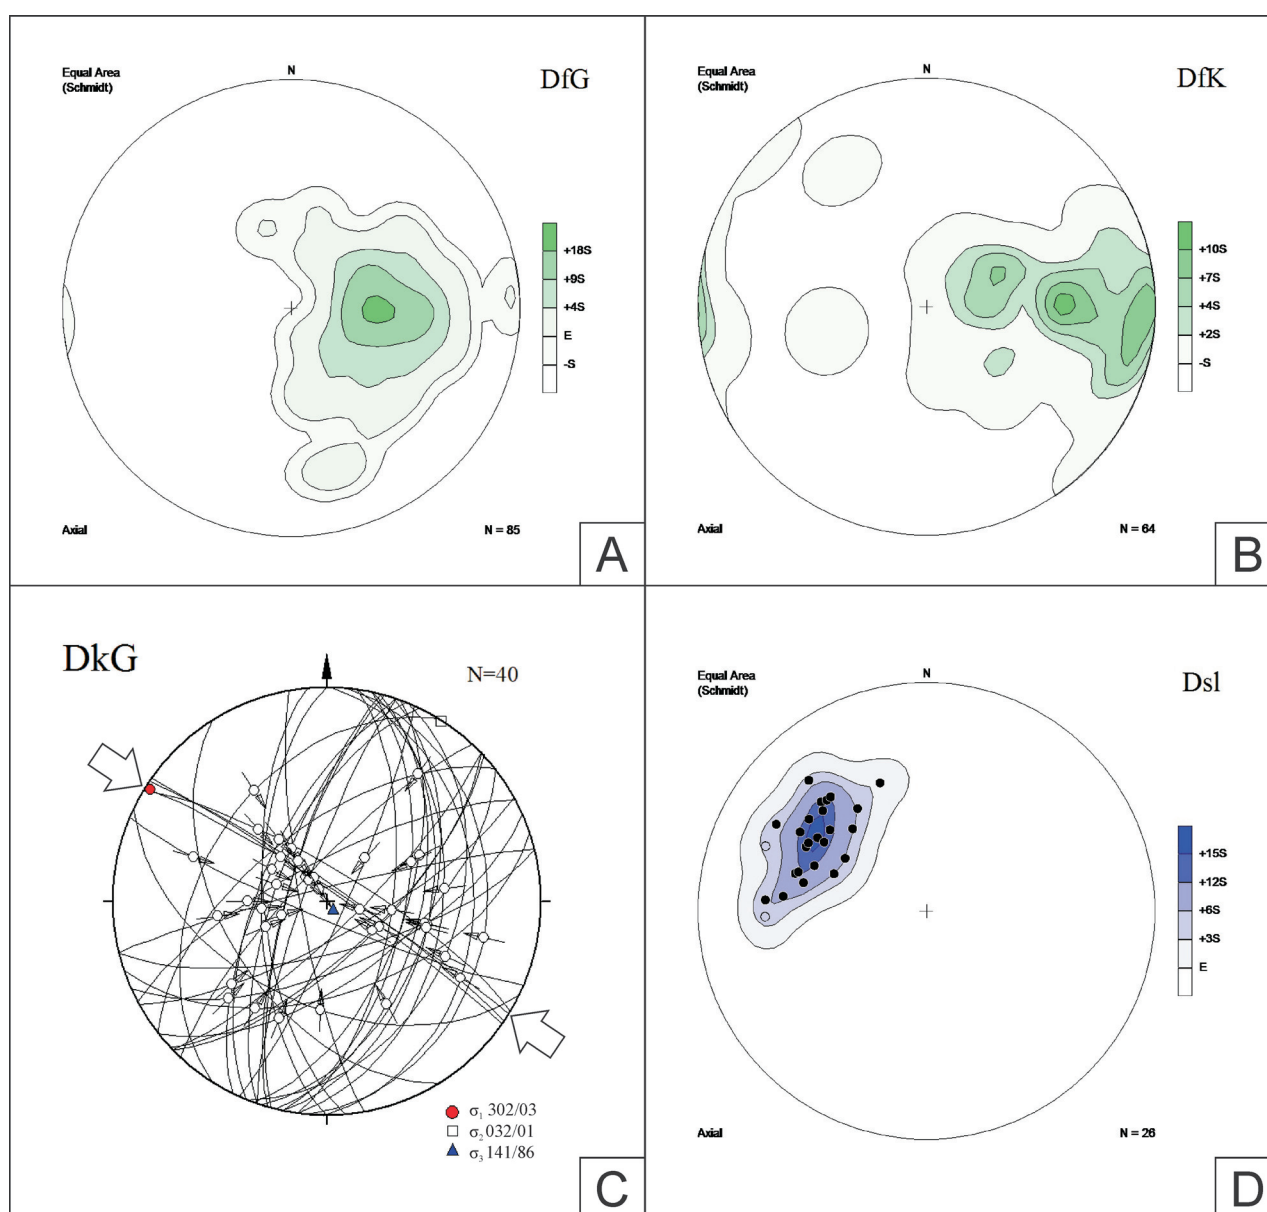 Equal Area
(Schmidt)
N
DfG
+18S
+9S
+4S
E
-S
Axial
N = 85
A
Equal Area
(Schmidt)
N
DfK
+10S
+7S
+4S
+2S
-S
Axial
N = 64
B
DkG
N=40
σ1 302/03
σ2 032/01
σ3 141/86
C
Equal Area
(Schmidt)
N
Dsl
+15S
+12S
+6S
+3S
E
Axial
N = 26
D